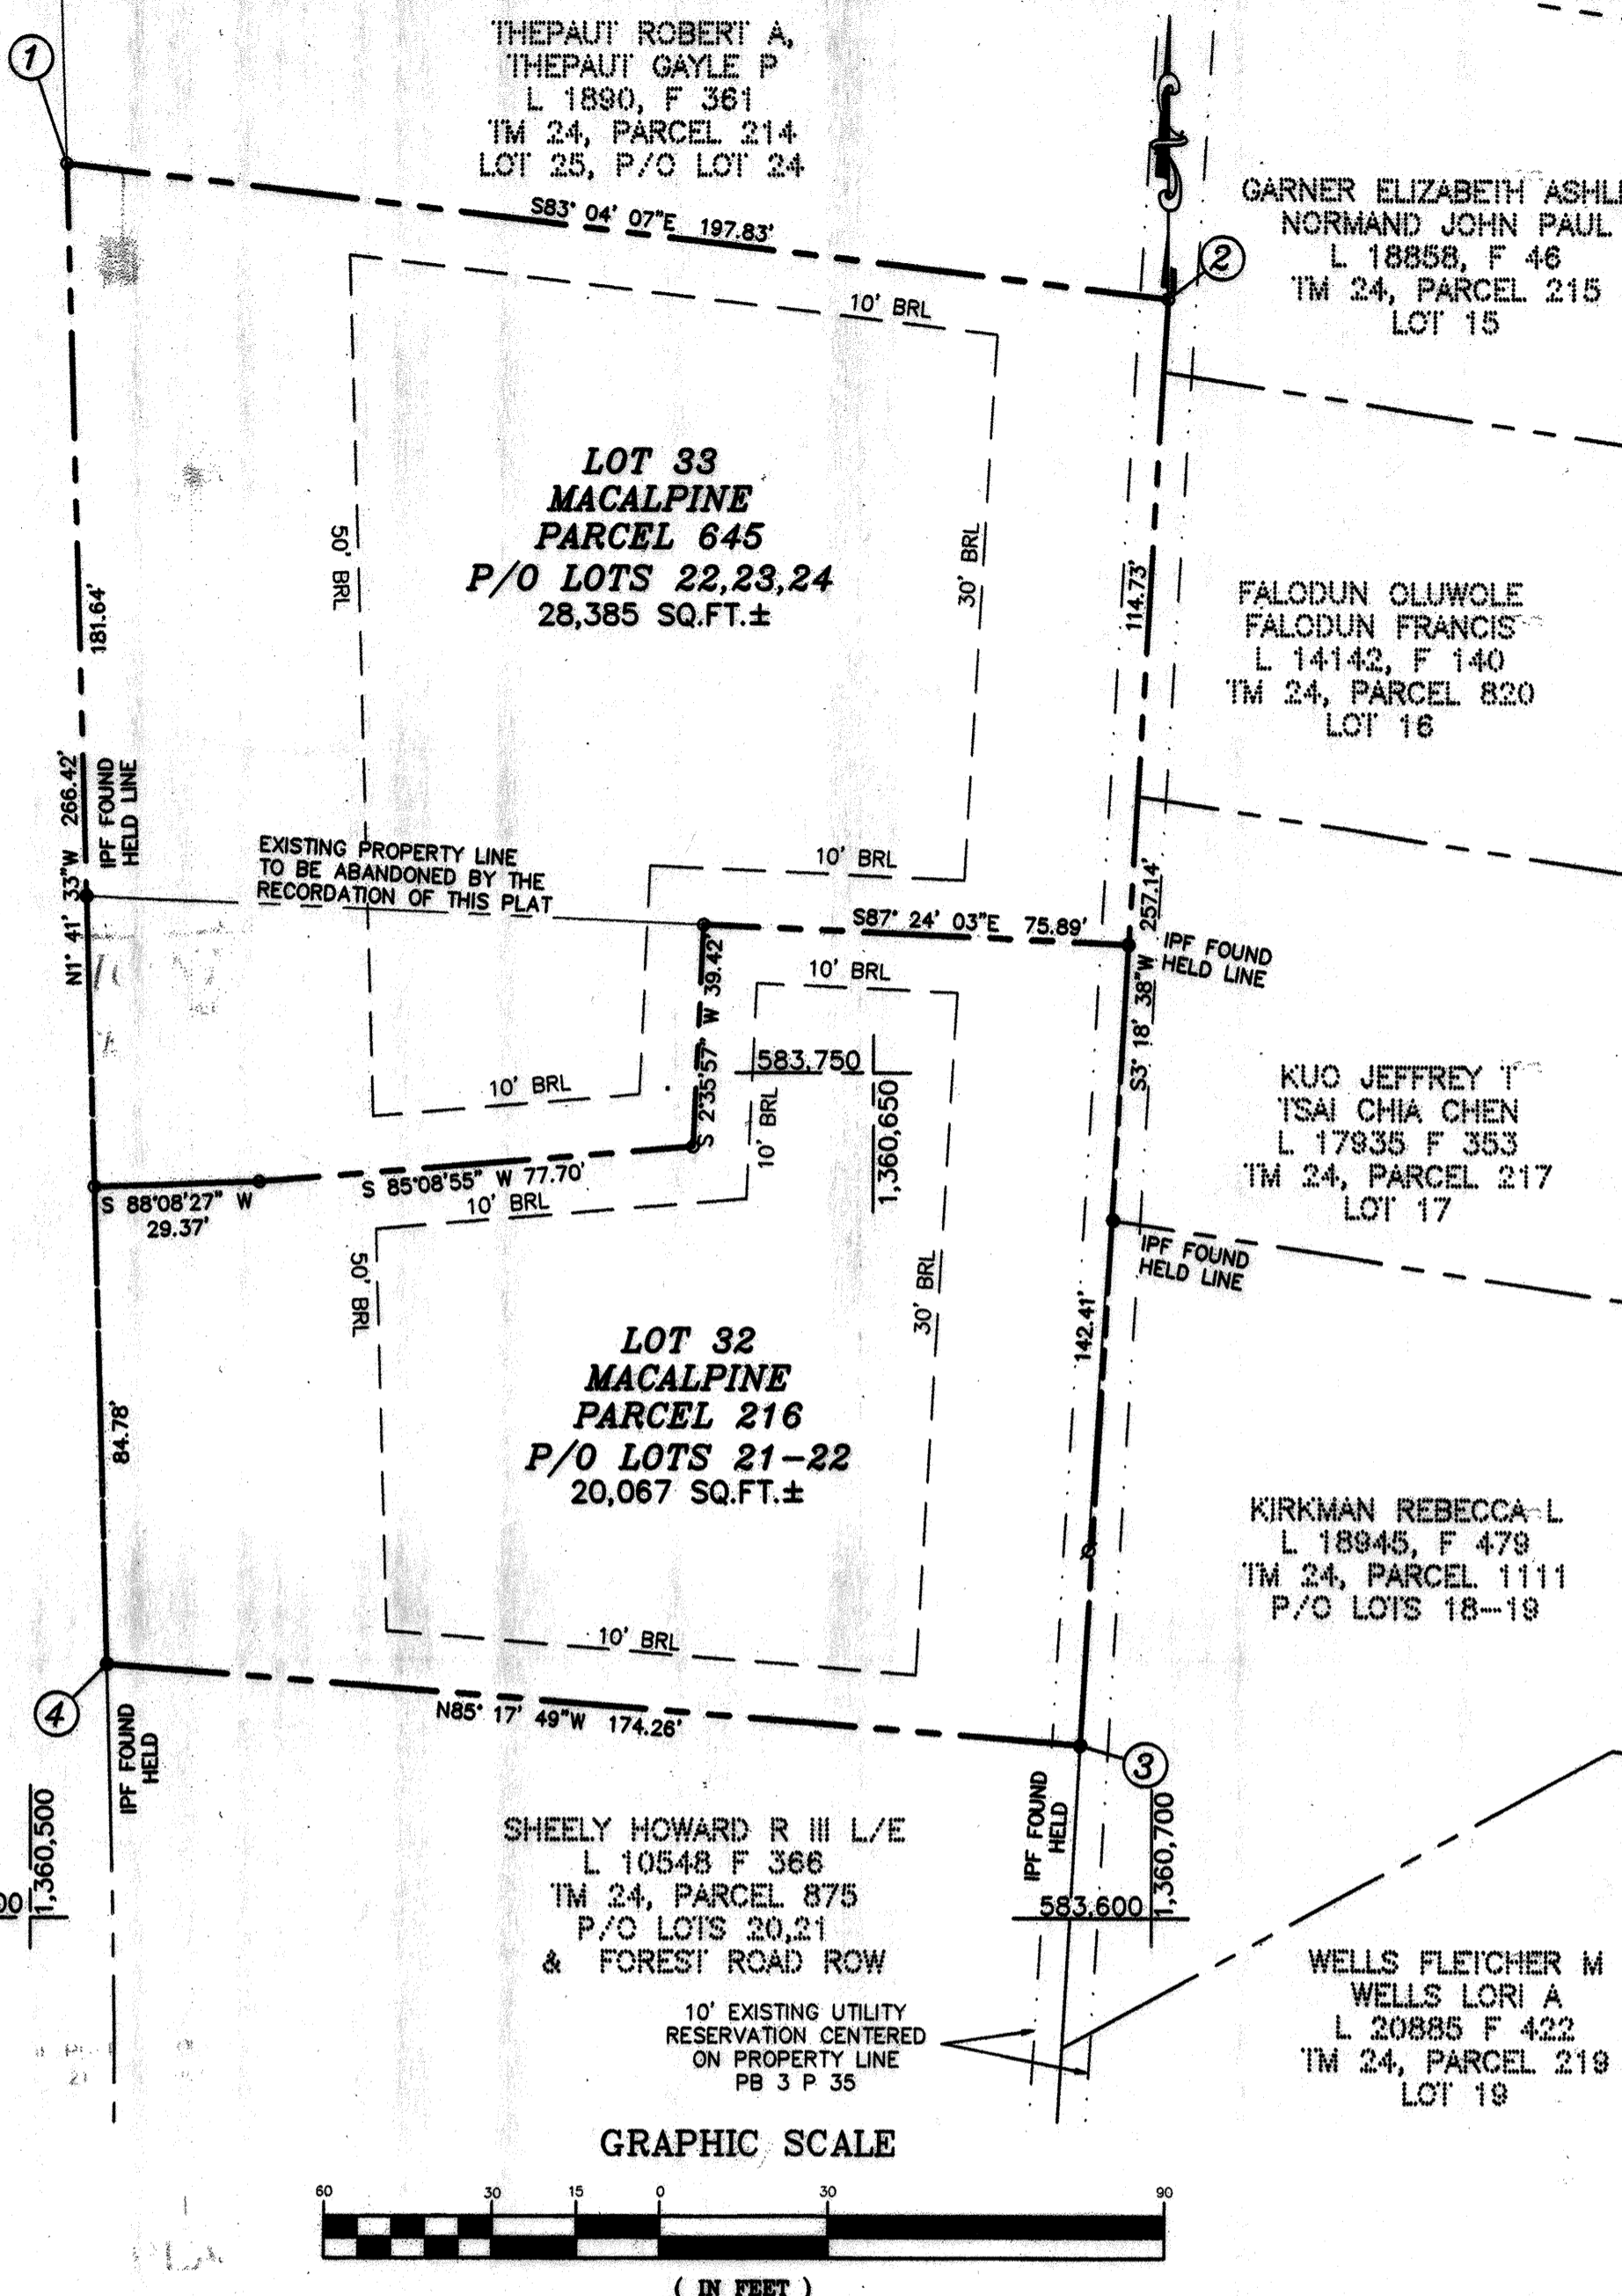 1
THEPAUT ROBERT A,
THEPAUT GAYLE P
L 1890, F 361
TM 24, PARCEL 214
LOT 25, P/O LOT 24
S83° 04' 07"E 197.83'
2
GARNER ELIZABETH
NORMAND JOHN PAUL
L 18858, F 46
TM 24, PARCEL 215
LOT 15
10' BRL
LOT 33
MACALPINE
PARCEL 645
P/O LOTS 22,23,24
28,385 SQ.FT.±
50' BRL
30' BRL
181.64'
114.73'
FALODUN OLUWOLE
FALODUN FRANCIS
L 14142, F 140
TM 24, PARCEL 820
LOT 16
N1° 41' 33"W 266.42'
IPF FOUND
HELD LINE
EXISTING PROPERTY LINE
TO BE ABANDONED BY THE
RECORDATION OF THIS PLAT
10' BRL
S87° 24' 03"E 75.89'
S3° 18' 38"W 257.14'
IPF FOUND
HELD LINE
10' BRL
S 2°35'57" W 39.42'
583,750
1,360,650
10' BRL
10' BRL
KUO JEFFREY T
TSAI CHIA CHEN
L 17935 F 353
TM 24, PARCEL 217
LOT 17
S 88°08'27" W
29.37'
S 85°08'55" W 77.70'
10' BRL
IPF FOUND
HELD LINE
50' BRL
30' BRL
142.41'
LOT 32
MACALPINE
PARCEL 216
P/O LOTS 21-22
20,067 SQ.FT.±
84.78'
KIRKMAN REBECCA L
L 18945, F 479
TM 24, PARCEL 1111
P/O LOTS 18-19
10' BRL
4
N85° 17' 49"W 174.26'
3
IPF FOUND
HELD
1,360,500
00
SHEELY HOWARD R III L/E
L 10548 F 366
TM 24, PARCEL 875
P/O LOTS 20,21
& FOREST ROAD ROW
IPF FOUND
HELD
583,600
1,360,700
10' EXISTING UTILITY
RESERVATION CENTERED
ON PROPERTY LINE
PB 3 P 35
WELLS FLETCHER M
WELLS LORI A
L 20885 F 422
TM 24, PARCEL 219
LOT 19
GRAPHIC SCALE
60 30 15 0 30 90
( IN FEET )